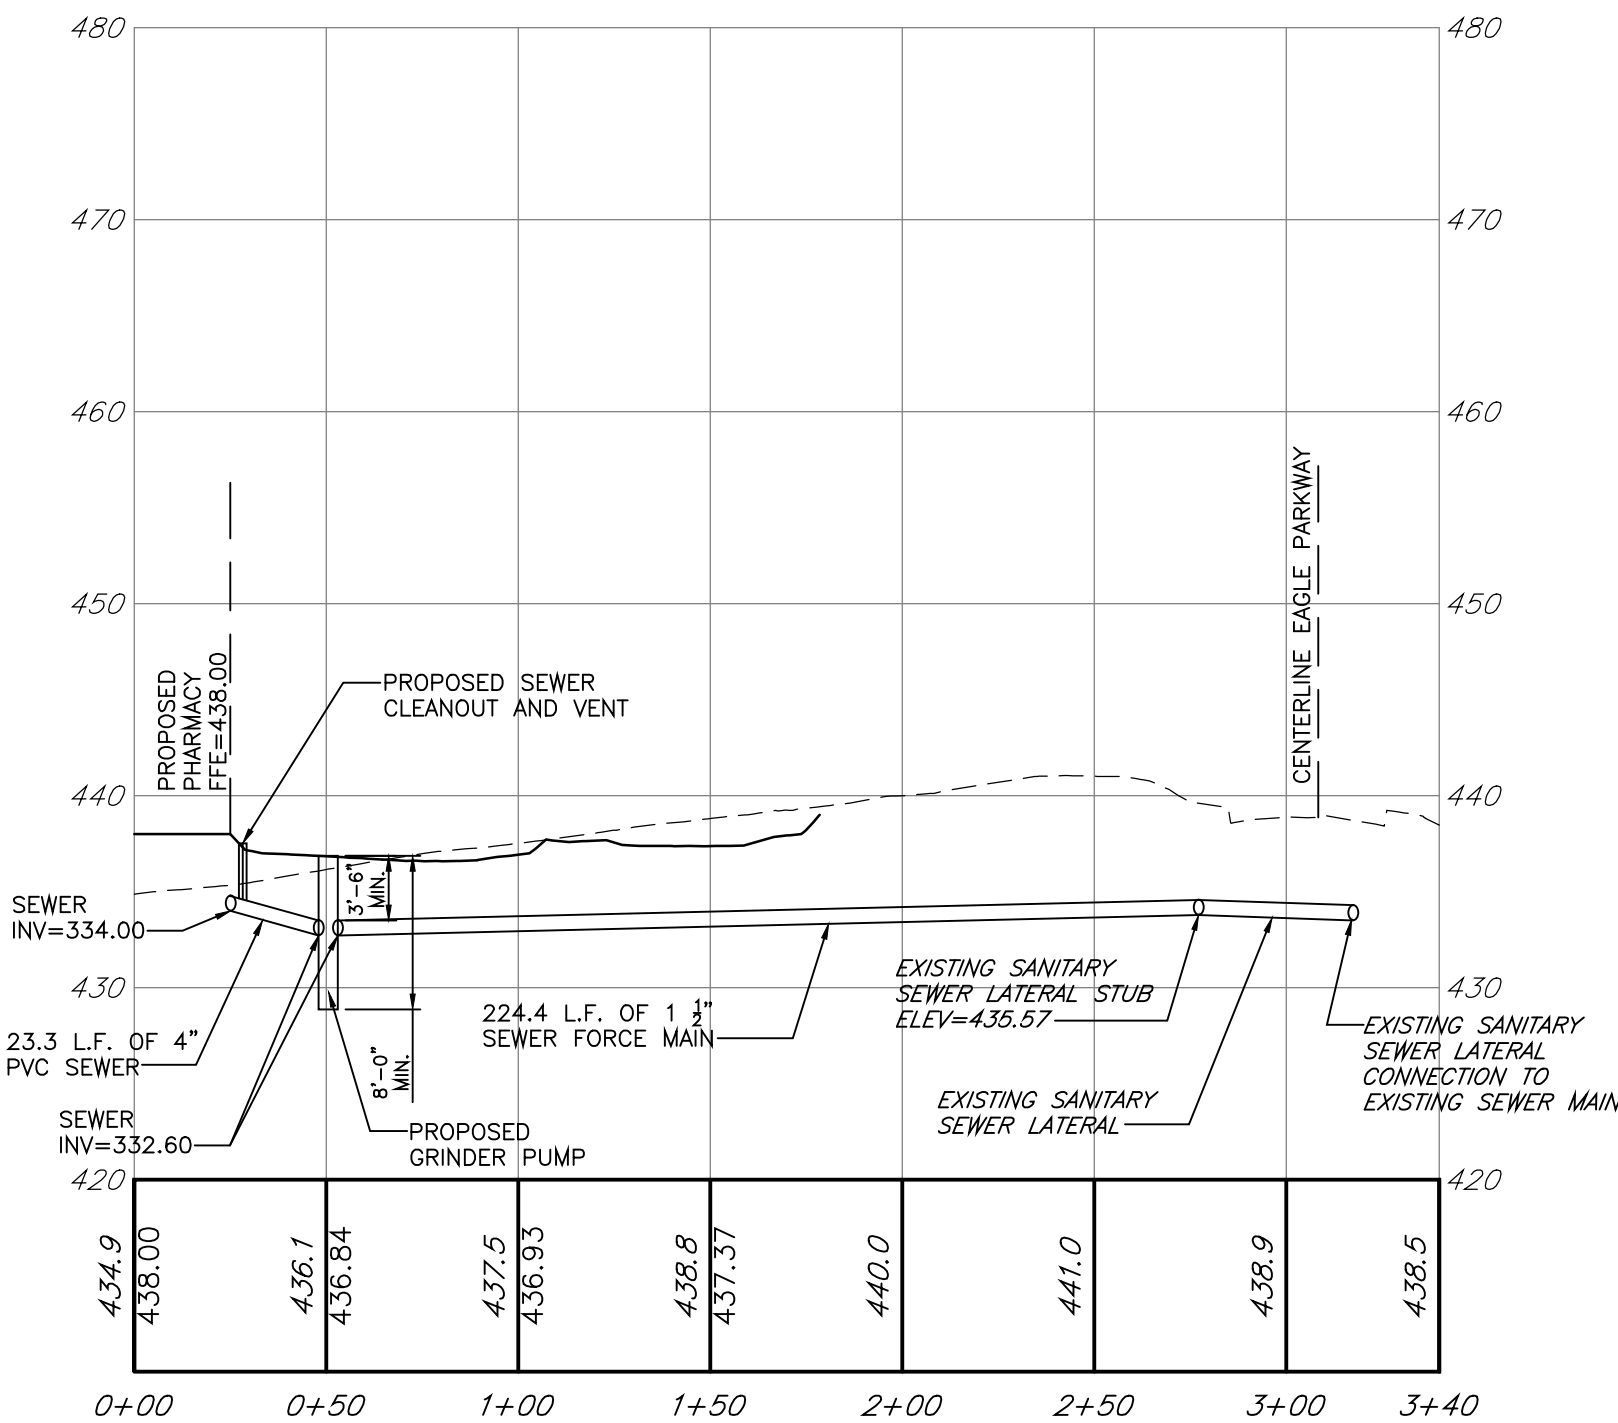 480
480
470
470
460
460
450
450
440
440
430
430
420
420
PROPOSED
PHARMACY
FFE=438.00
PROPOSED SEWER
CLEANOUT AND VENT
CENTERLINE EAGLE PARKWAY
SEWER
INV=334.00
3'-6"
MIN.
23.3 L.F. OF 4"
PVC SEWER
SEWER
INV=332.60
8'-0"
MIN.
PROPOSED
GRINDER PUMP
224.4 L.F. OF 1 1/2"
SEWER FORCE MAIN
EXISTING SANITARY
SEWER LATERAL STUB
ELEV=435.57
EXISTING SANITARY
SEWER LATERAL
EXISTING SANITARY
SEWER LATERAL
CONNECTION TO
EXISTING SEWER MAIN
434.9
438.00
436.1
436.84
437.5
436.93
438.8
437.37
440.0
441.0
438.9
438.5
0+00
0+50
1+00
1+50
2+00
2+50
3+00
3+40